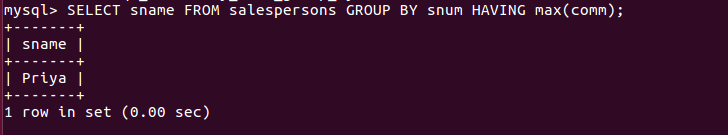 mysql> SELECT sname FROM salespersons GROUP BY snum HAVING max(comm);
+-------+
| sname |
+-------+
| Priya |
+-------+
1 row in set (0.00 sec)